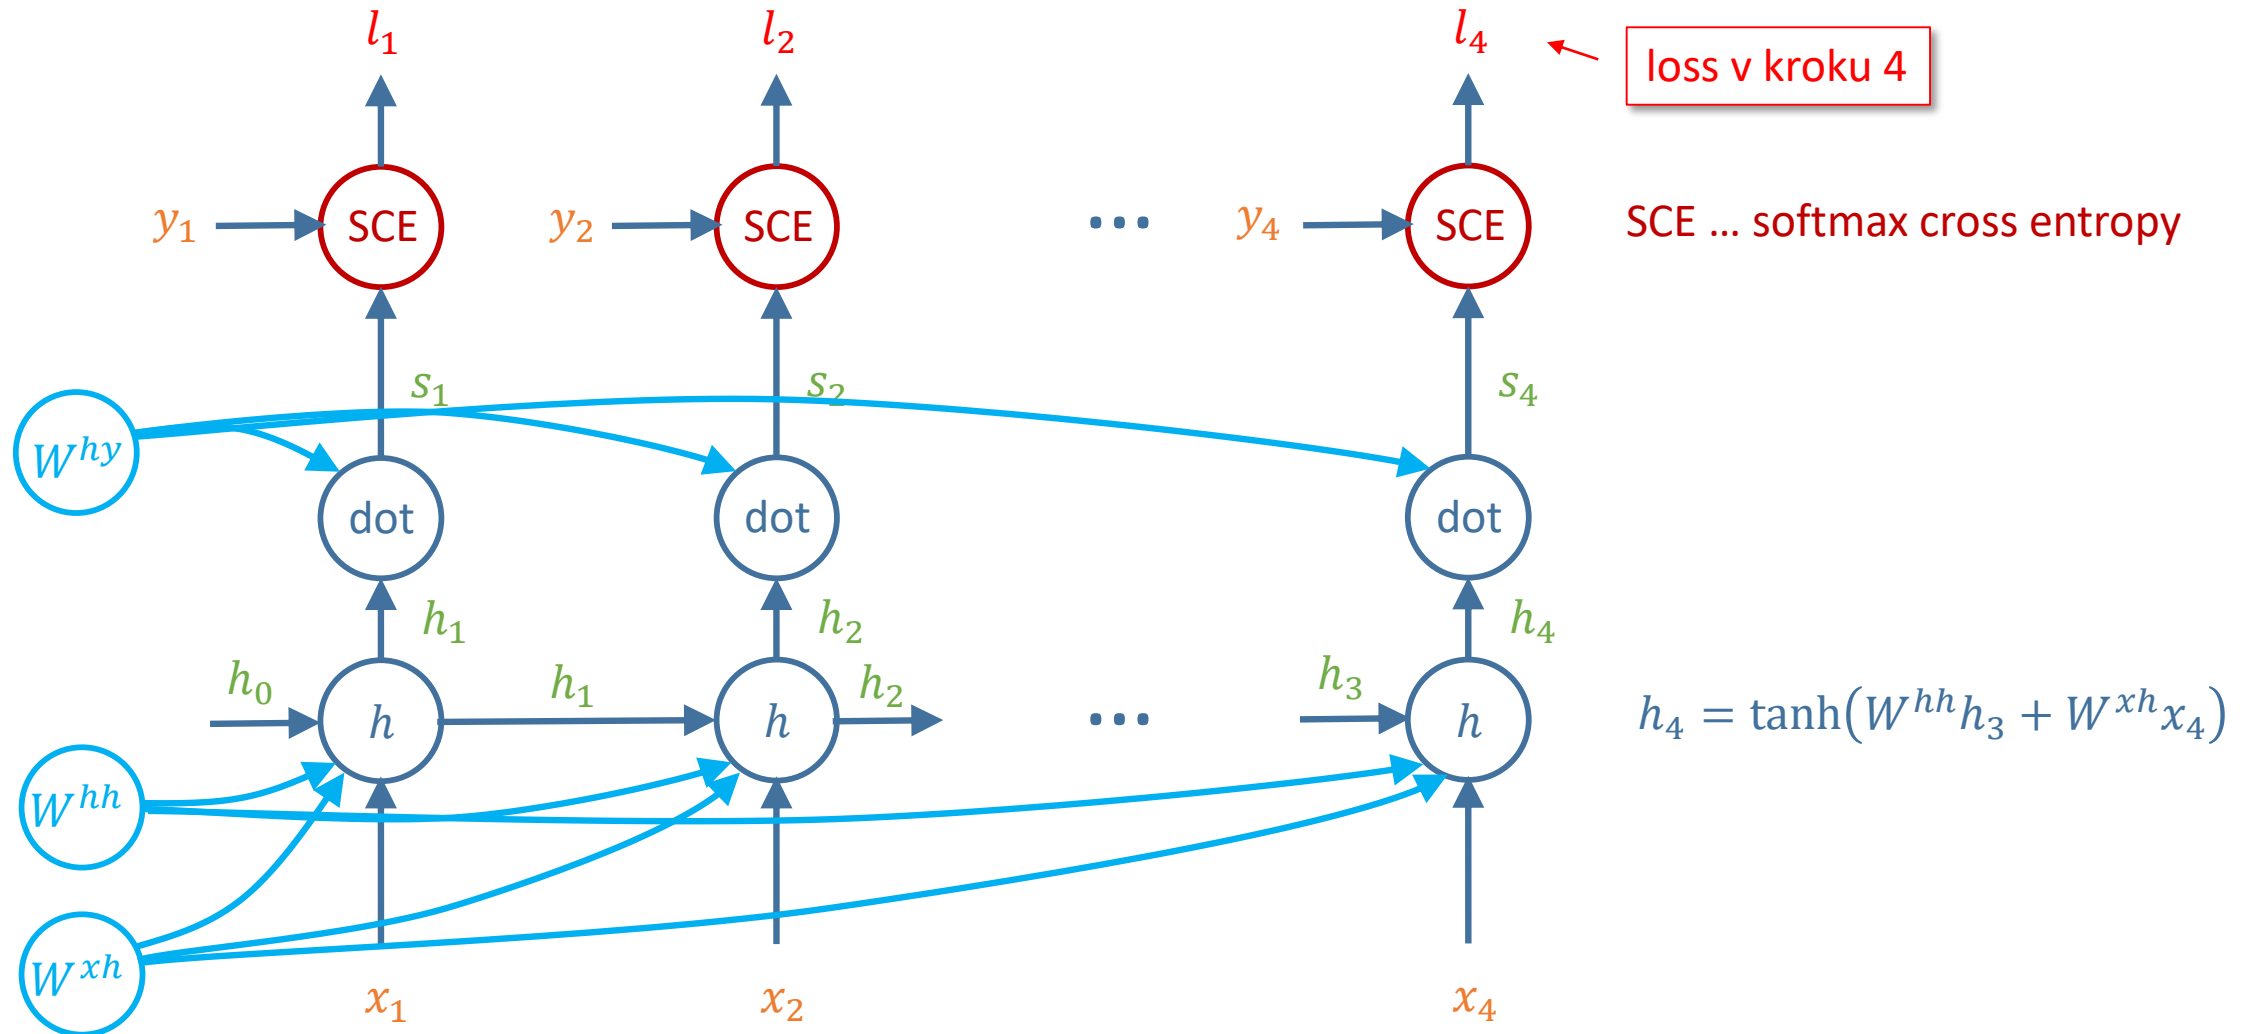 l₁
l₂
l₄
loss v kroku 4
y₁
SCE
y₂
SCE
...
y₄
SCE
SCE ... softmax cross entropy
s₁
s₂
s₄
W^{hy}
dot
dot
dot
h₁
h₂
h₄
h₀
h
h₁
h
h₂
...
h₃
h
h₄ = tanh(W^{hh}h₃ + W^{xh}x₄)
W^{hh}
W^{xh}
x₁
x₂
x₄